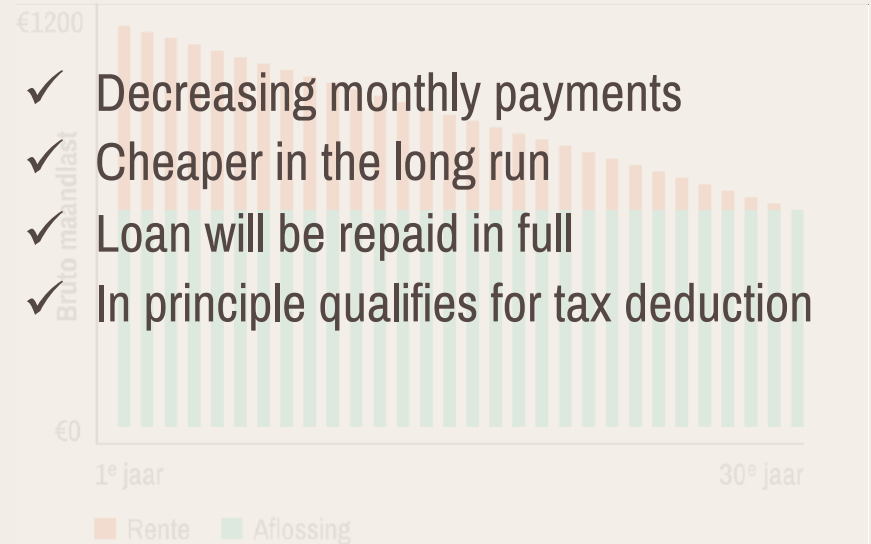 €1200
✓ Decreasing monthly payments
✓ Cheaper in the long run
✓ Loan will be repaid in full
✓ In principle qualifies for tax deduction
Bruto maandlast
€0
1e jaar
30e jaar
Rente
Aflossing